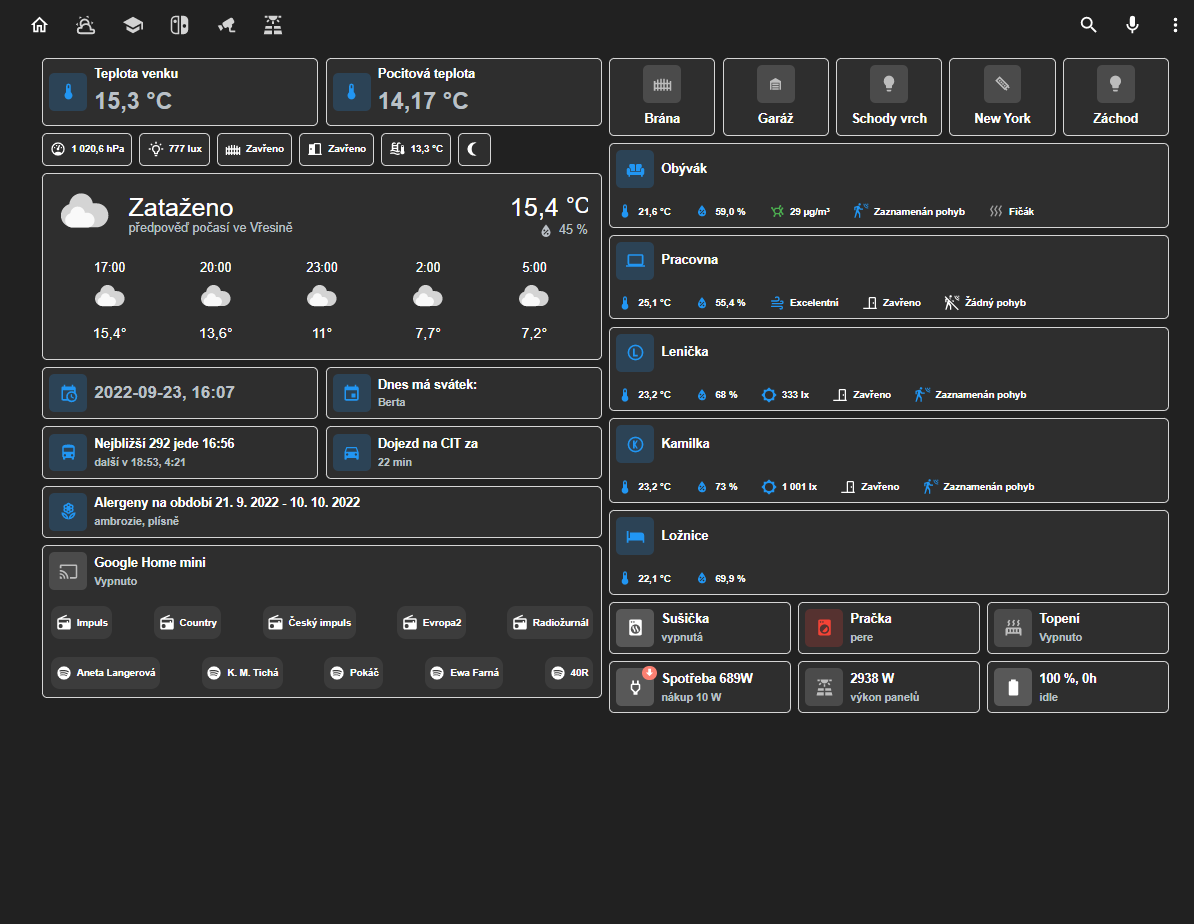 Teplota venku
15,3 °C
Pocitová teplota
14,17 °C
1 020,6 hPa
777 lux
Zavřeno
Zavřeno
13,3 °C
Zataženo
předpověď počasí ve Vřesině
15,4 °C
45 %
17:00 20:00 23:00 2:00 5:00
15,4° 13,6° 11° 7,7° 7,2°
2022-09-23, 16:07
Dnes má svátek:
Berta
Nejbližší 292 jede 16:56
další v 18:53, 4:21
Dojezd na CIT za
22 min
Alergeny na období 21. 9. 2022 - 10. 10. 2022
ambrozie, plísně
Google Home mini
Vypnuto
Impuls Country Český impuls Evropa2 Radiožurnál
Aneta Langerová K. M. Tichá Pokáč Ewa Farná 40R
Brána Garáž Schody vrch New York Záchod
Obývák
21,6 °C 59,0 % 29 µg/m³ Zaznamenán pohyb Fičák
Pracovna
25,1 °C 55,4 % Excelentní Zavřeno Žádný pohyb
L
Lenička
23,2 °C 68 % 333 lx Zavřeno Zaznamenán pohyb
K
Kamilka
23,2 °C 73 % 1 001 lx Zavřeno Zaznamenán pohyb
Ložnice
22,1 °C 69,9 %
Sušička
vypnutá
Pračka
pere
Topení
Vypnuto
Spotřeba 689W
nákup 10 W
2938 W
výkon panelů
100 %, 0h
idle